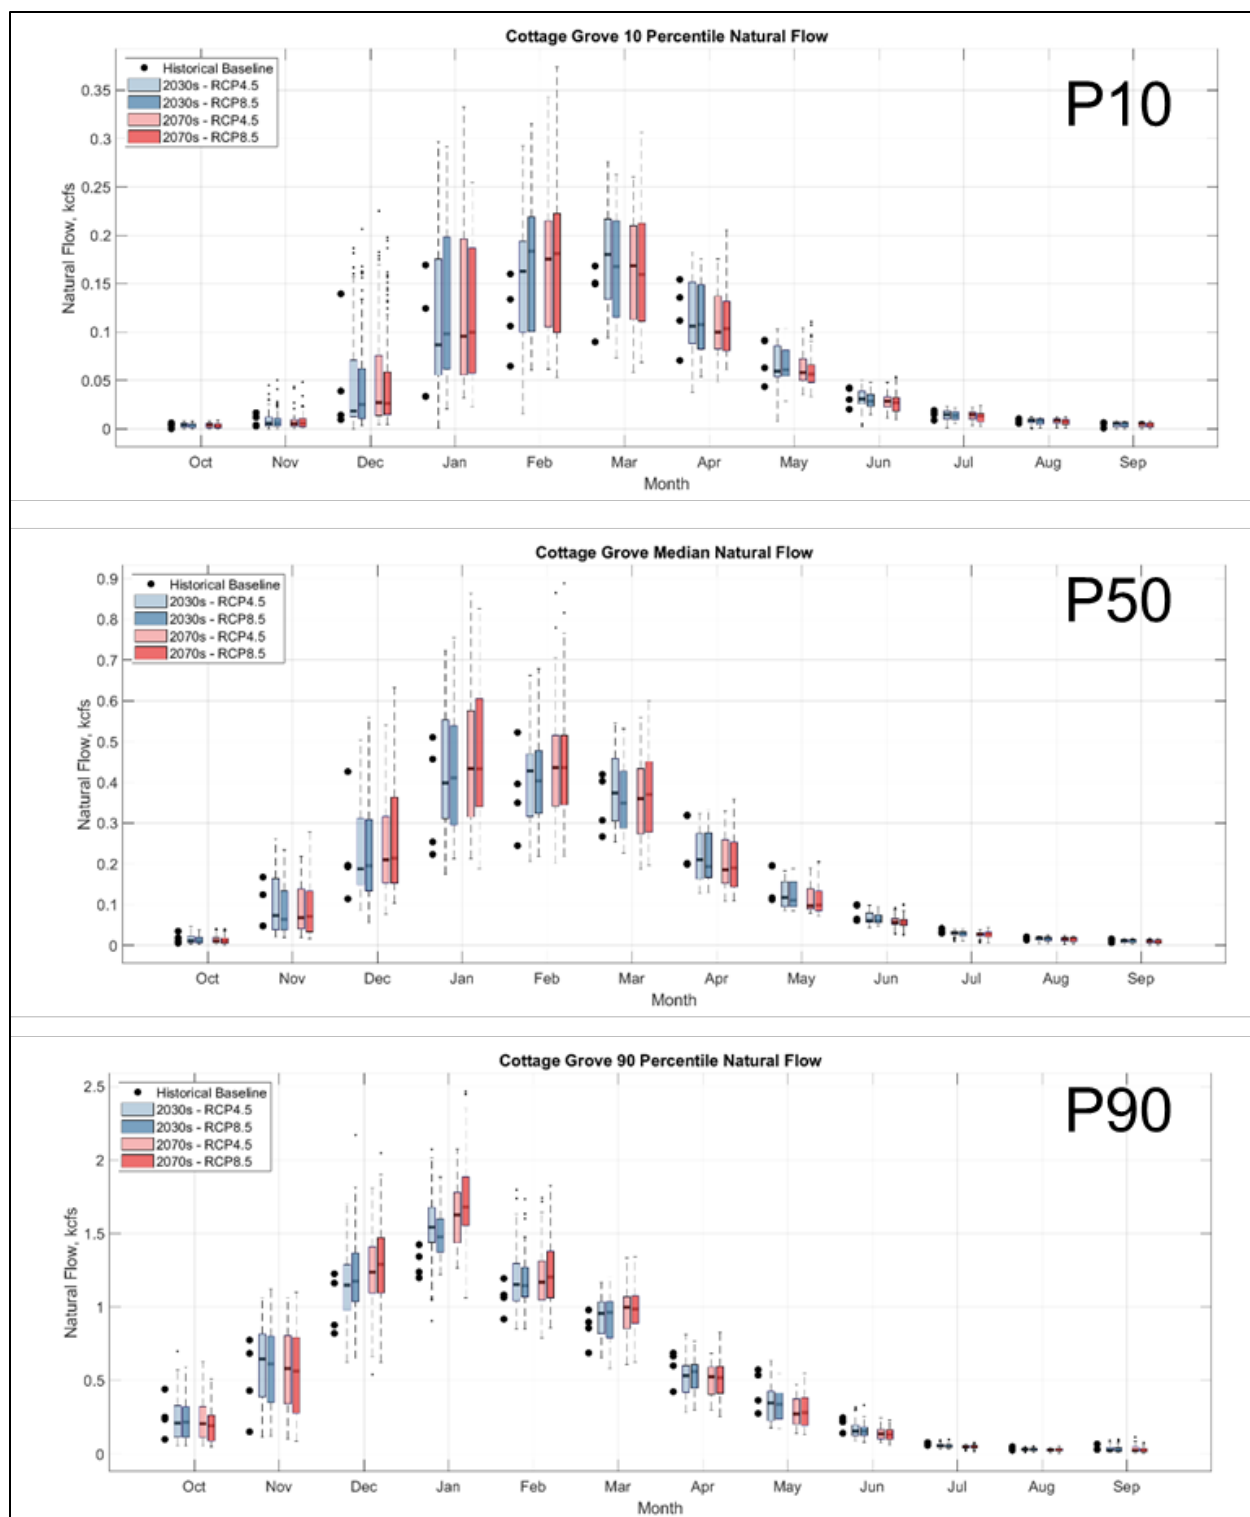 Cottage Grove 10 Percentile Natural Flow
P10
Historical Baseline
2030s - RCP4.5
2030s - RCP8.5
2070s - RCP4.5
2070s - RCP8.5
Natural Flow, kcfs
0.35
0.3
0.25
0.2
0.15
0.1
0.05
0
Oct Nov Dec Jan Feb Mar Apr May Jun Jul Aug Sep
Month
Cottage Grove Median Natural Flow
P50
Historical Baseline
2030s - RCP4.5
2030s - RCP8.5
2070s - RCP4.5
2070s - RCP8.5
Natural Flow, kcfs
0.9
0.8
0.7
0.6
0.5
0.4
0.3
0.2
0.1
0
Oct Nov Dec Jan Feb Mar Apr May Jun Jul Aug Sep
Month
Cottage Grove 90 Percentile Natural Flow
P90
Historical Baseline
2030s - RCP4.5
2030s - RCP8.5
2070s - RCP4.5
2070s - RCP8.5
Natural Flow, kcfs
2.5
2
1.5
1
0.5
0
Oct Nov Dec Jan Feb Mar Apr May Jun Jul Aug Sep
Month